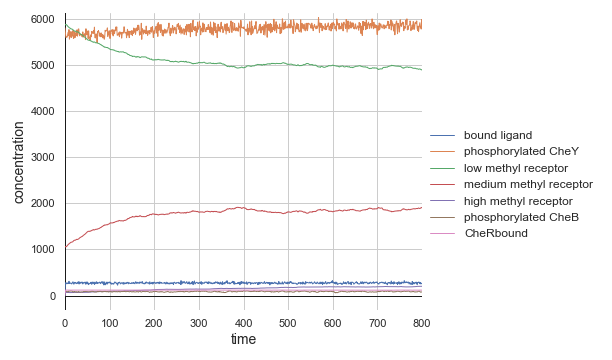 6000
5000
4000
3000
2000
1000
0
concentration
0 100 200 300 400 500 600 700 800
time
bound ligand
phosphorylated CheY
low methyl receptor
medium methyl receptor
high methyl receptor
phosphorylated CheB
CheRbound